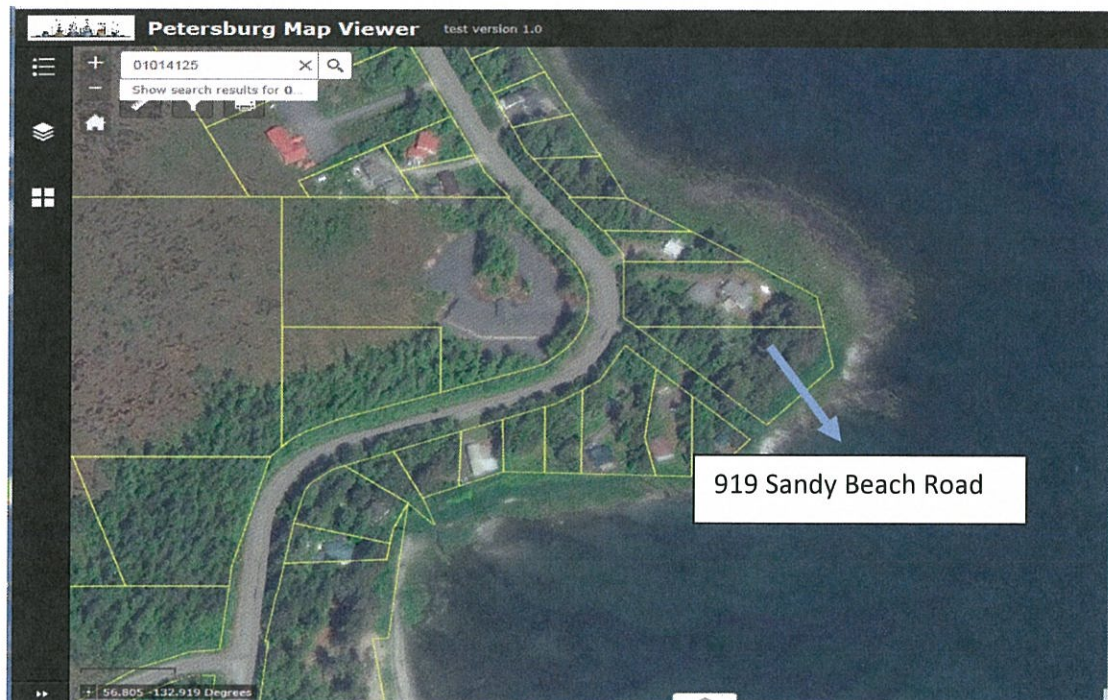 Petersburg Map Viewer test version 1.0
01014125
Show search results for 0...
919 Sandy Beach Road
56.805 -132.919 Degrees